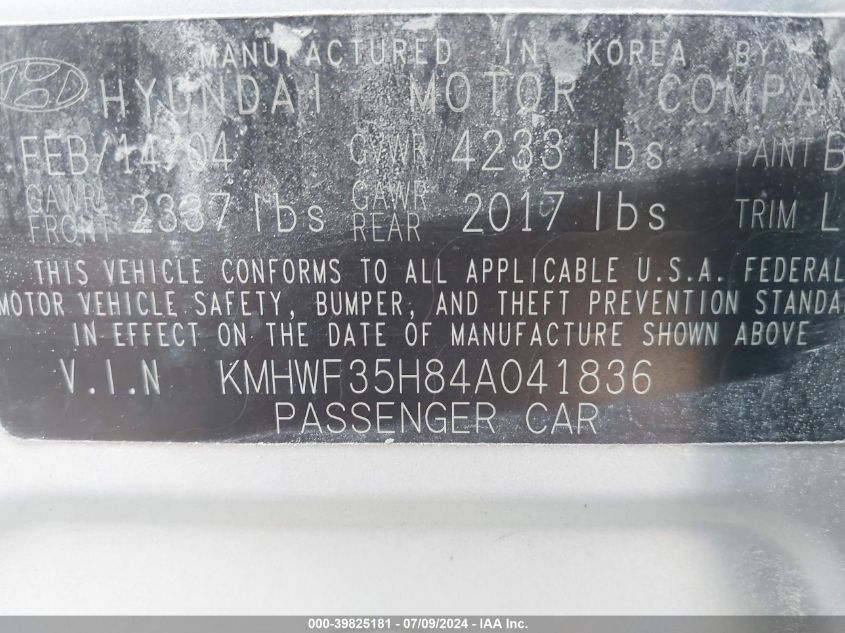 MANUFACTURED IN KOREA BY
HYUNDAI MOTOR COMPAN
FEB/14/04 GVWR 4233 lbs PAINT B
GAWR FRONT 2337 lbs GAWR REAR 2017 lbs TRIM L
THIS VEHICLE CONFORMS TO ALL APPLICABLE U.S.A. FEDERAL
MOTOR VEHICLE SAFETY, BUMPER, AND THEFT PREVENTION STANDA
IN EFFECT ON THE DATE OF MANUFACTURE SHOWN ABOVE
V.I.N KMHWF35H84A041836
PASSENGER CAR
000-39825181 - 07/09/2024 - IAA Inc.